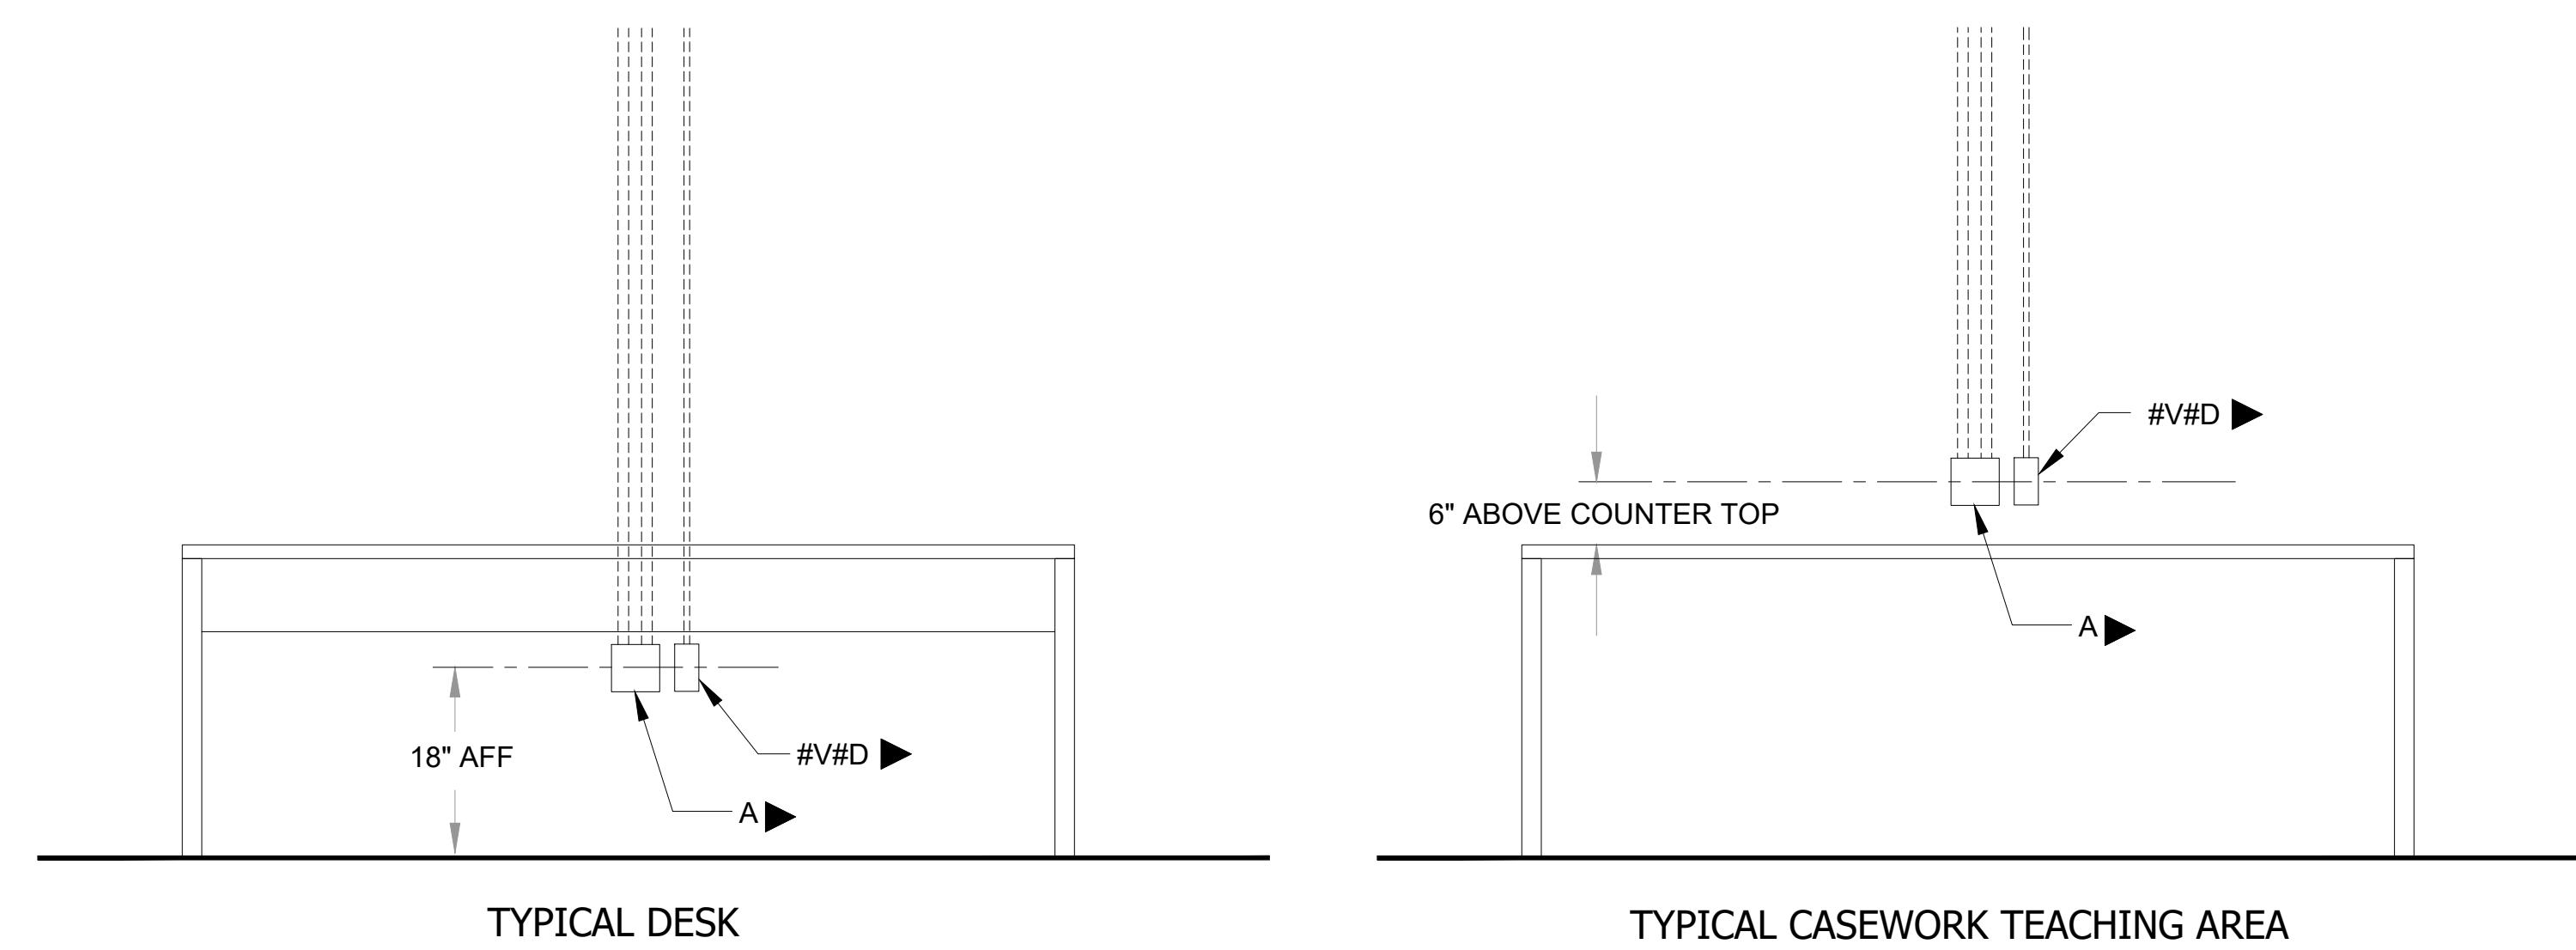 18" AFF
#V#D
A
TYPICAL DESK
#V#D
6" ABOVE COUNTER TOP
A
TYPICAL CASEWORK TEACHING AREA